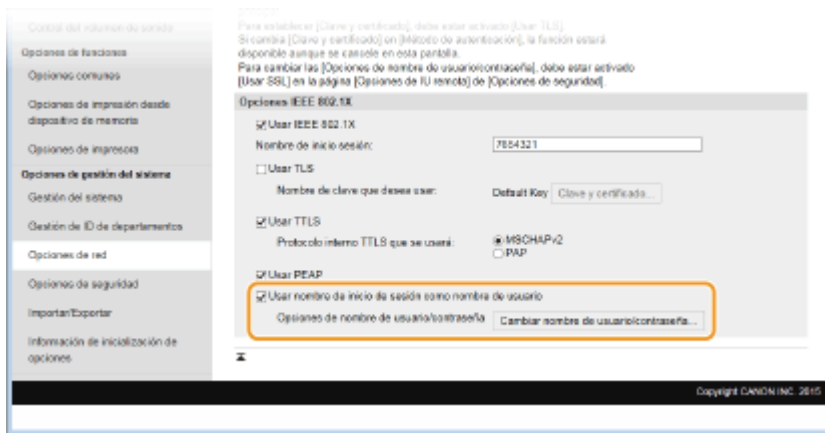 Control del volumen de sonido
Opciones de funciones
Opciones comunes
Opciones de impresión desde
dispositivo de memoria
Opciones de impresora
Opciones de gestión del sistema
Gestión del sistema
Gestión de ID de departamentos
Opciones de red
Opciones de seguridad
Importar/Exportar
Información de inicialización de
opciones
Para establecer [Clave y certificado], debe estar activado [Usar TLS].
Si cambia [Clave y certificado] en [Método de autenticación], la función estará
disponible aunque se cancele en esta pantalla.
Para cambiar las [Opciones de nombre de usuario/contraseña], debe estar activado
[Usar SSL] en la página [Opciones de IU remota] de [Opciones de seguridad].
Opciones IEEE 802.1X
Usar IEEE 802.1X
Nombre de inicio sesión: 7654321
Usar TLS
Nombre de clave que desea usar: Default Key Clave y certificado...
Usar TTLS
Protocolo interno TTLS que se usará: MSCHAPv2
PAP
Usar PEAP
Usar nombre de inicio de sesión como nombre de usuario
Opciones de nombre de usuario/contraseña Cambiar nombre de usuario/contraseña...
Copyright CANON INC. 2015